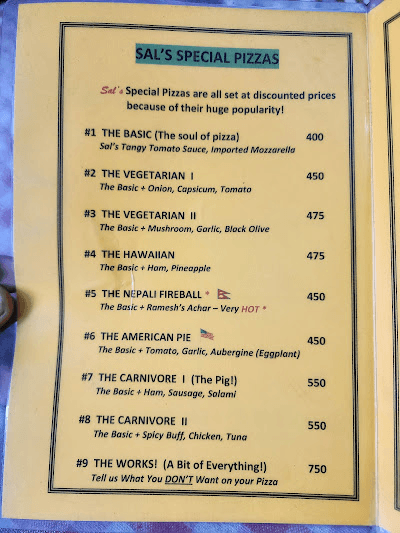 SAL'S SPECIAL PIZZAS
Sal's Special Pizzas are all set at discounted prices
because of their huge popularity!
#1 THE BASIC (The soul of pizza) 400
Sal's Tangy Tomato Sauce, Imported Mozzarella
#2 THE VEGETARIAN I 450
The Basic + Onion, Capsicum, Tomato
#3 THE VEGETARIAN II 475
The Basic + Mushroom, Garlic, Black Olive
#4 THE HAWAIIAN 475
The Basic + Ham, Pineapple
#5 THE NEPALI FIREBALL * 450
The Basic + Ramesh's Achar – Very HOT *
#6 THE AMERICAN PIE 450
The Basic + Tomato, Garlic, Aubergine (Eggplant)
#7 THE CARNIVORE I (The Pig!) 550
The Basic + Ham, Sausage, Salami
#8 THE CARNIVORE II 550
The Basic + Spicy Buff, Chicken, Tuna
#9 THE WORKS! (A Bit of Everything!) 750
Tell us What You DON'T Want on your Pizza